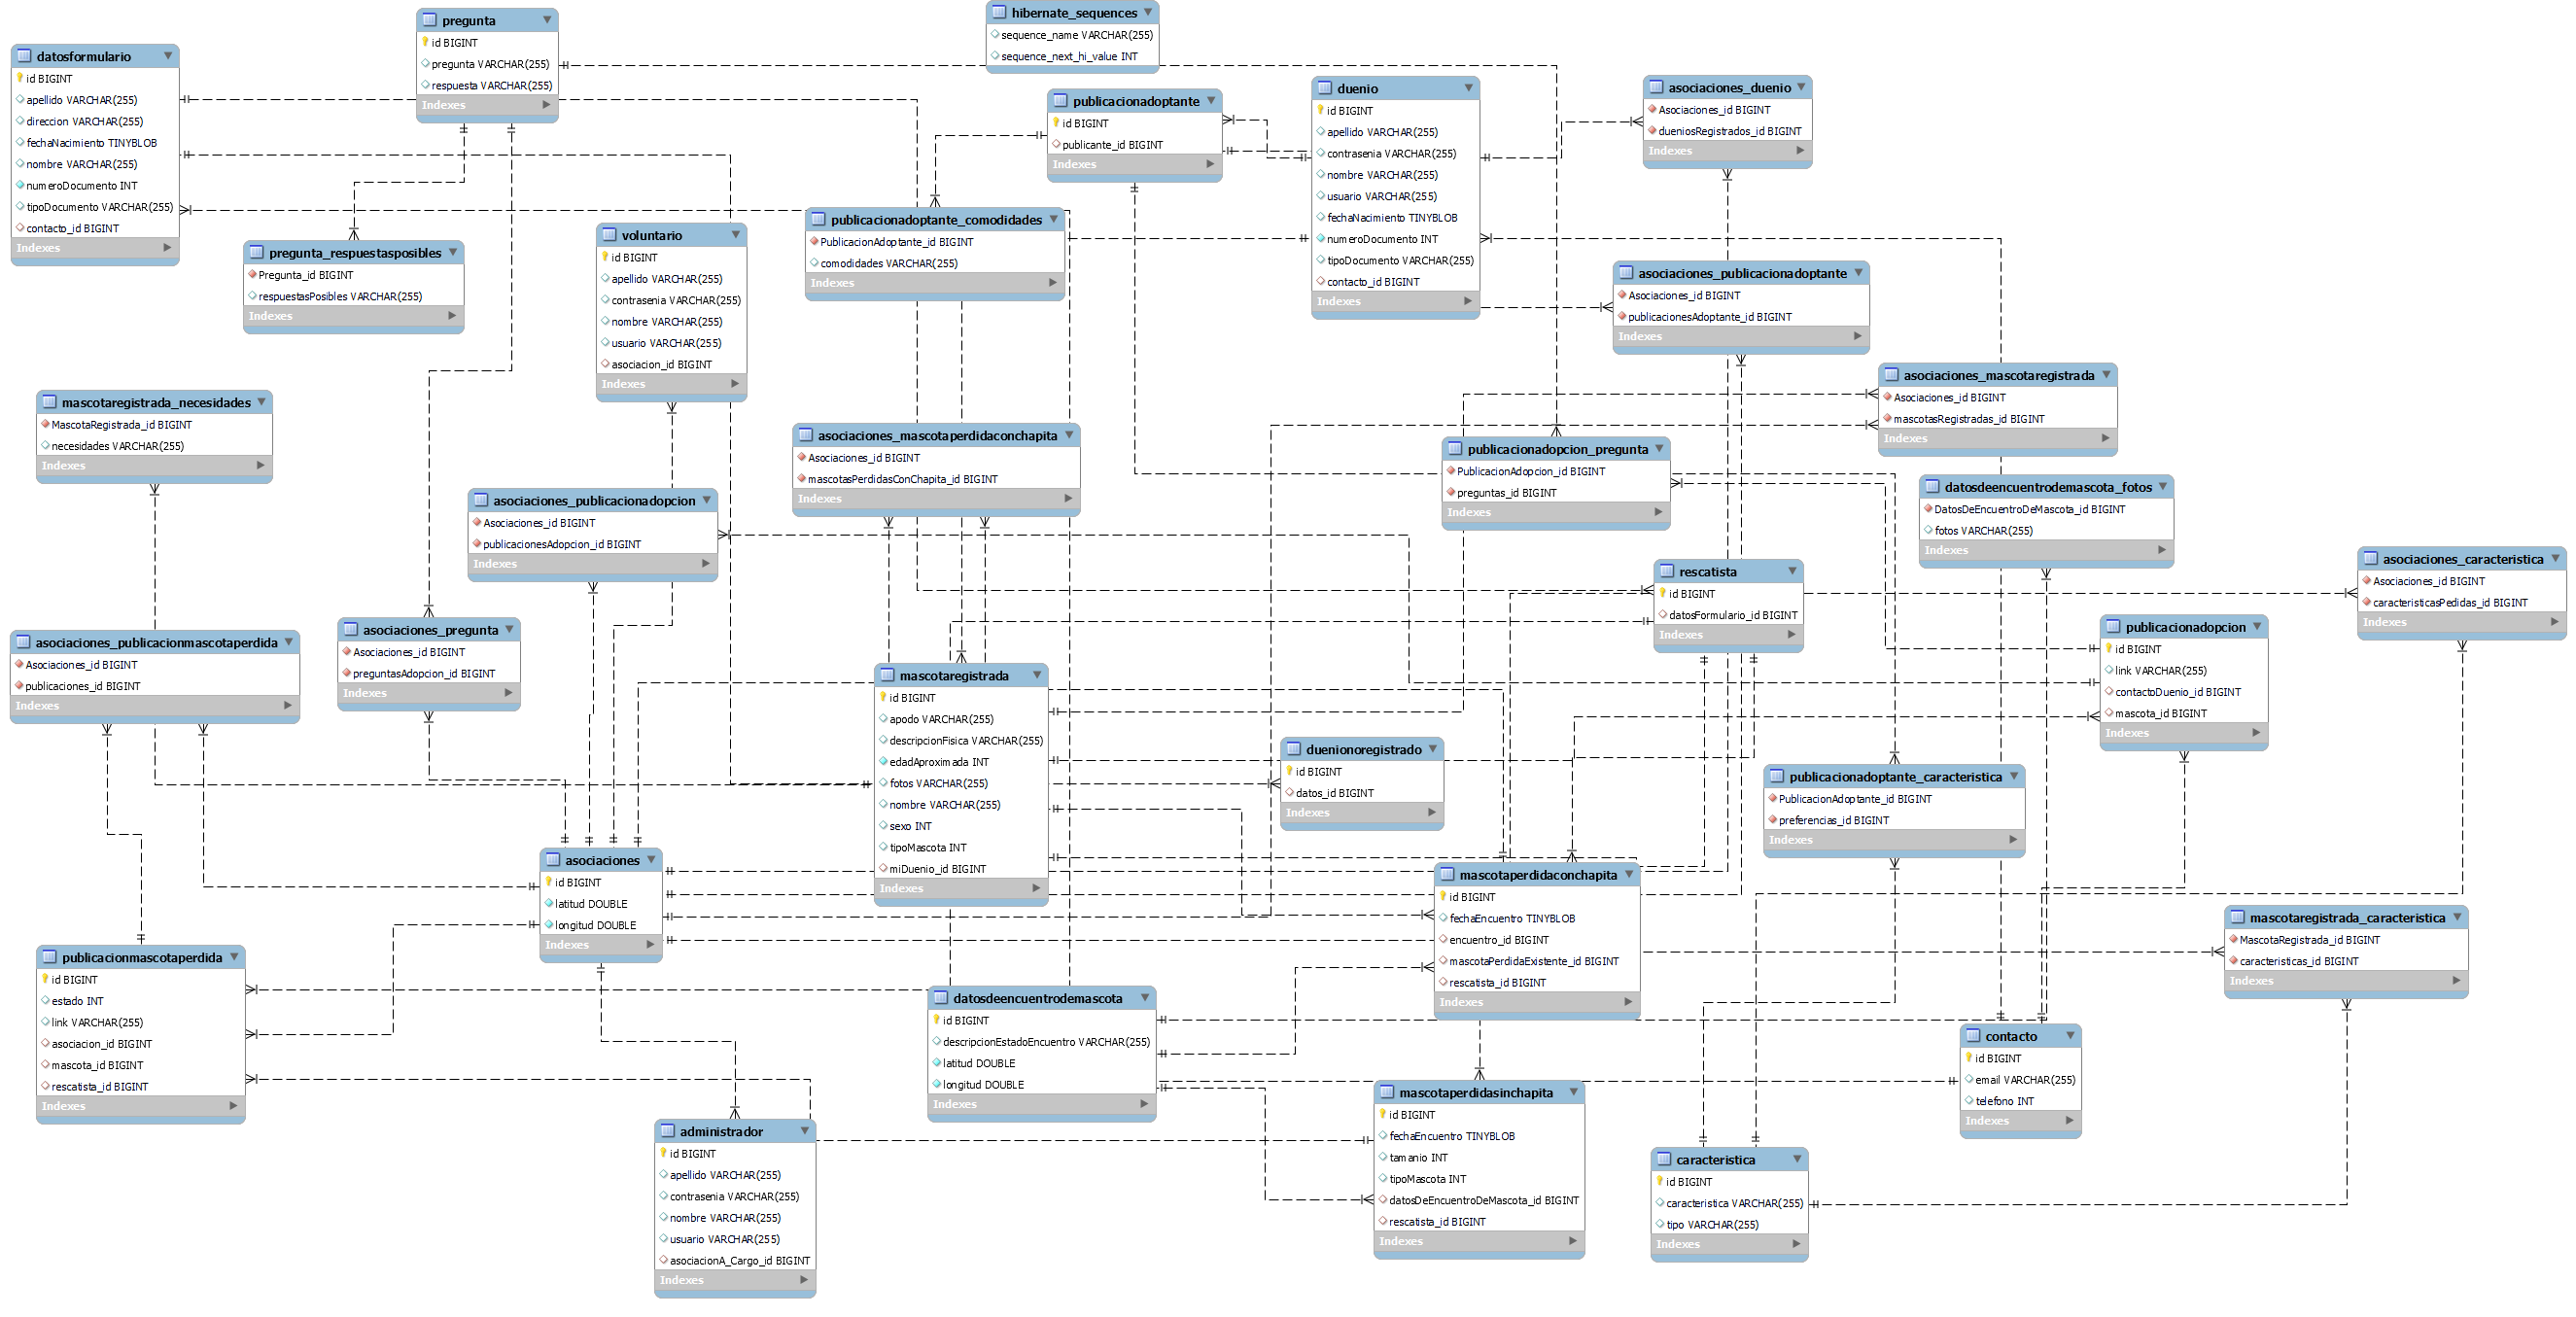 pregunta
id BIGINT
pregunta VARCHAR(255)
respuesta VARCHAR(255)
Indexes
hibernate_sequences
sequence_name VARCHAR(255)
sequence_next_hi_value INT
datosformulario
id BIGINT
apellido VARCHAR(255)
direccion VARCHAR(255)
fechaNacimiento TINYBLOB
nombre VARCHAR(255)
numeroDocumento INT
tipoDocumento VARCHAR(255)
contacto_id BIGINT
Indexes
publicacionadoptante
id BIGINT
publicante_id BIGINT
Indexes
duenio
id BIGINT
apellido VARCHAR(255)
contrasenia VARCHAR(255)
nombre VARCHAR(255)
usuario VARCHAR(255)
fechaNacimiento TINYBLOB
numeroDocumento INT
tipoDocumento VARCHAR(255)
contacto_id BIGINT
Indexes
asociaciones_duenio
Asociaciones_id BIGINT
dueniosRegistrados_id BIGINT
Indexes
pregunta_respuestasposibles
Pregunta_id BIGINT
respuestasPosibles VARCHAR(255)
Indexes
voluntario
id BIGINT
apellido VARCHAR(255)
contrasenia VARCHAR(255)
nombre VARCHAR(255)
usuario VARCHAR(255)
asociacion_id BIGINT
Indexes
publicacionadoptante_comodidades
PublicacionAdoptante_id BIGINT
comodidades VARCHAR(255)
Indexes
asociaciones_publicacionadoptante
Asociaciones_id BIGINT
publicacionesAdoptante_id BIGINT
Indexes
asociaciones_mascotaregistrada
Asociaciones_id BIGINT
mascotasRegistradas_id BIGINT
Indexes
mascotaregistrada_necesidades
MascotaRegistrada_id BIGINT
necesidades VARCHAR(255)
Indexes
asociaciones_mascotaperdidaconchapita
Asociaciones_id BIGINT
mascotasPerdidasConChapita_id BIGINT
Indexes
publicacionadopcion_pregunta
PublicacionAdopcion_id BIGINT
preguntas_id BIGINT
Indexes
datosdeencuentrodemascota_fotos
DatosDeEncuentroDeMascota_id BIGINT
fotos VARCHAR(255)
Indexes
asociaciones_publicacionadopcion
Asociaciones_id BIGINT
publicacionesAdopcion_id BIGINT
Indexes
asociaciones_caracteristica
Asociaciones_id BIGINT
caracteristicasPedidas_id BIGINT
Indexes
rescatista
id BIGINT
datosFormulario_id BIGINT
Indexes
publicacionadopcion
id BIGINT
link VARCHAR(255)
contactoDuenio_id BIGINT
mascota_id BIGINT
Indexes
asociaciones_publicacionmascotaperdida
Asociaciones_id BIGINT
publicaciones_id BIGINT
Indexes
asociaciones_pregunta
Asociaciones_id BIGINT
preguntasAdopcion_id BIGINT
Indexes
mascotaregistrada
id BIGINT
apodo VARCHAR(255)
descripcionFisica VARCHAR(255)
edadAproximada INT
fotos VARCHAR(255)
nombre VARCHAR(255)
sexo INT
tipoMascota INT
miDuenio_id BIGINT
Indexes
duenionoregistrado
id BIGINT
datos_id BIGINT
Indexes
publicacionadoptante_caracteristica
PublicacionAdoptante_id BIGINT
preferencias_id BIGINT
Indexes
asociaciones
id BIGINT
latitud DOUBLE
longitud DOUBLE
Indexes
mascotaperdidaconchapita
id BIGINT
fechaEncuentro TINYBLOB
encuentro_id BIGINT
mascotaPerdidaExistente_id BIGINT
rescatista_id BIGINT
Indexes
mascotaregistrada_caracteristica
MascotaRegistrada_id BIGINT
caracteristicas_id BIGINT
Indexes
publicacionmascotaperdida
id BIGINT
estado INT
link VARCHAR(255)
asociacion_id BIGINT
mascota_id BIGINT
rescatista_id BIGINT
Indexes
datosdeencuentrodemascota
id BIGINT
descripcionEstadoEncuentro VARCHAR(255)
latitud DOUBLE
longitud DOUBLE
Indexes
contacto
id BIGINT
email VARCHAR(255)
telefono INT
Indexes
mascotaperdidasinchapita
id BIGINT
fechaEncuentro TINYBLOB
tamanio INT
tipoMascota INT
datosDeEncuentroDeMascota_id BIGINT
rescatista_id BIGINT
Indexes
administrador
id BIGINT
apellido VARCHAR(255)
contrasenia VARCHAR(255)
nombre VARCHAR(255)
usuario VARCHAR(255)
asociacionA_Cargo_id BIGINT
Indexes
caracteristica
id BIGINT
caracteristica VARCHAR(255)
tipo VARCHAR(255)
Indexes